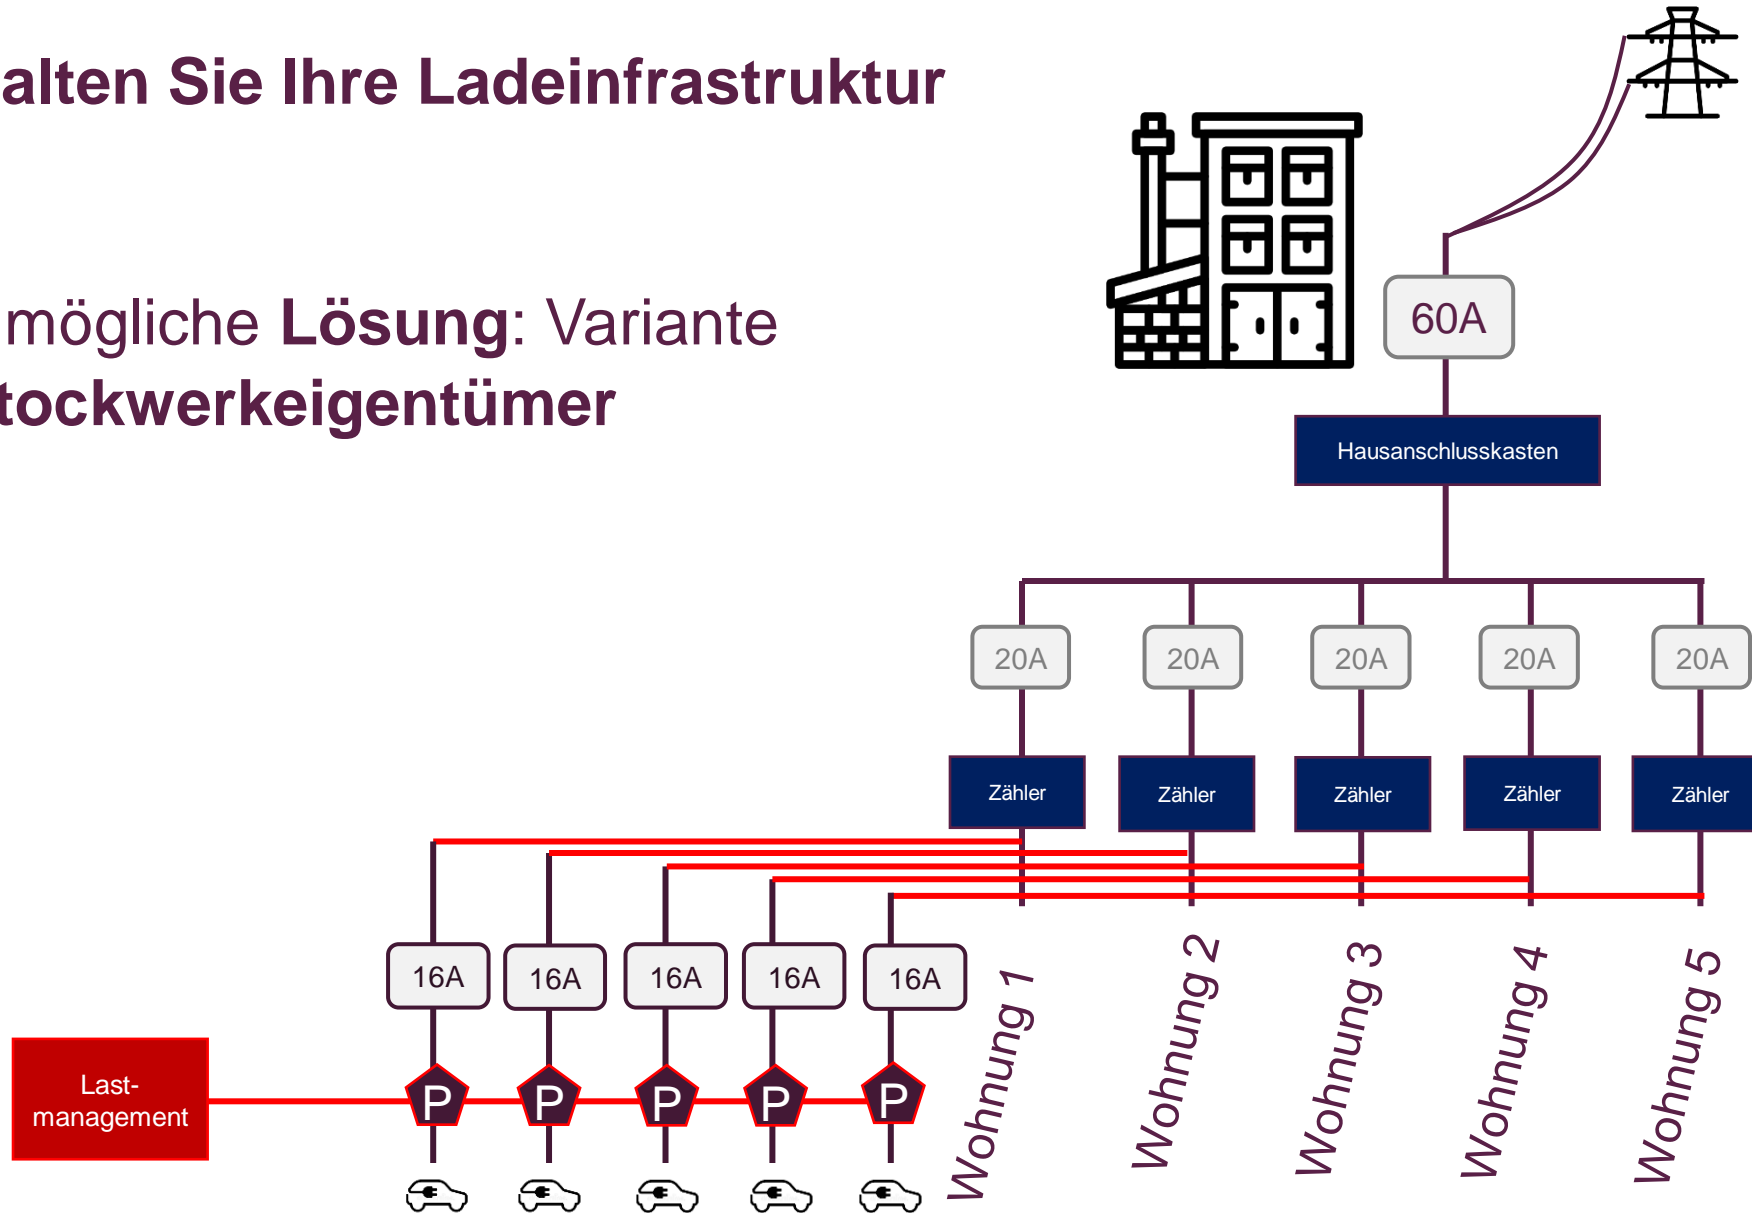 alten Sie Ihre Ladeinfrastruktur
mögliche Lösung: Variante
tockwerkeigentümer
60A
Hausanschlusskasten
20A
20A
20A
20A
20A
Zähler
Zähler
Zähler
Zähler
Zähler
16A
16A
16A
16A
16A
Wohnung 1
Wohnung 2
Wohnung 3
Wohnung 4
Wohnung 5
Last-
management
P
P
P
P
P